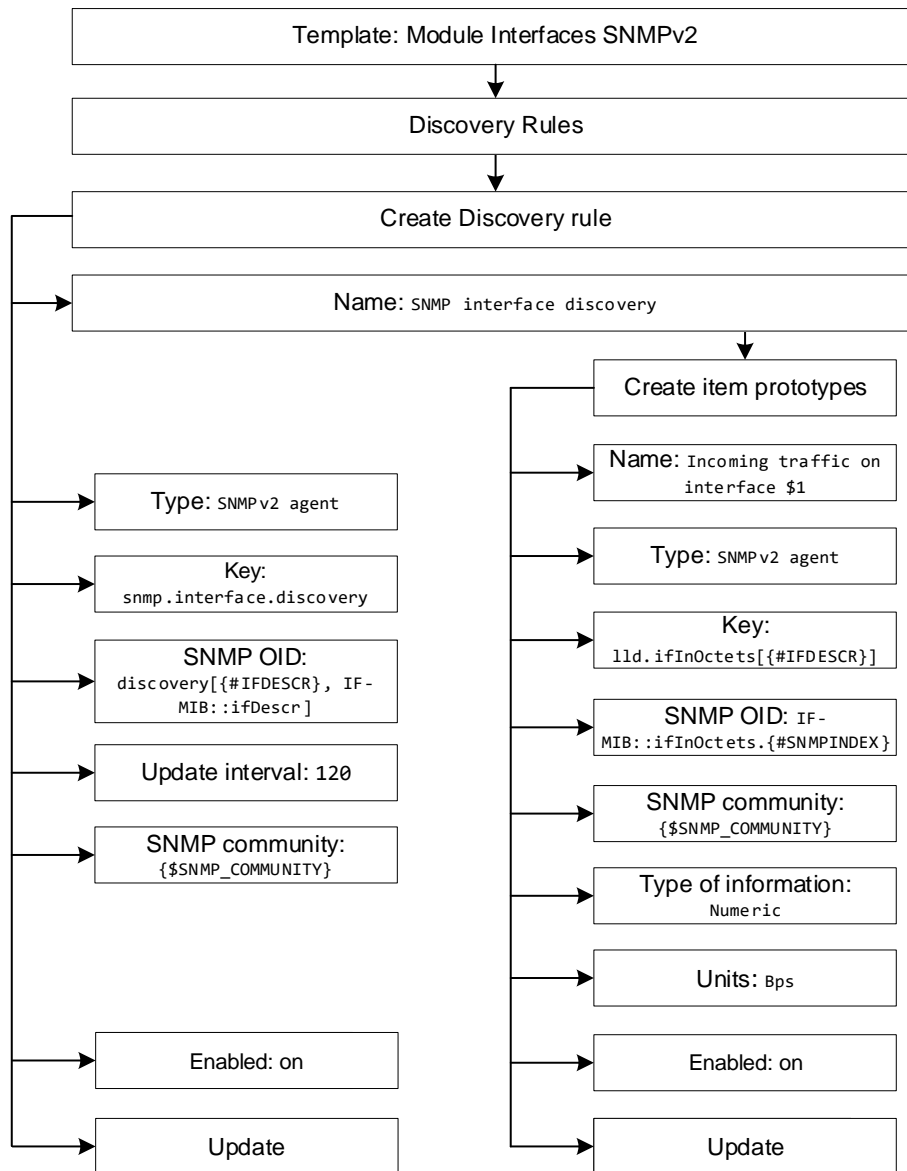 Template: Module Interfaces SNMPv2
Discovery Rules
Create Discovery rule
Name: SNMP interface discovery
Type: SNMPv2 agent
Key:
snmp.interface.discovery
SNMP OID:
discovery[{#IFDESCR}, IF-
MIB::ifDescr]
Update interval: 120
SNMP community:
{$SNMP_COMMUNITY}
Enabled: on
Update
Create item prototypes
Name: Incoming traffic on
interface $1
Type: SNMPv2 agent
Key:
lld.ifInOctets[{#IFDESCR}]
SNMP OID: IF-
MIB::ifInOctets.{#SNMPINDEX}
SNMP community:
{$SNMP_COMMUNITY}
Type of information:
Numeric
Units: Bps
Enabled: on
Update